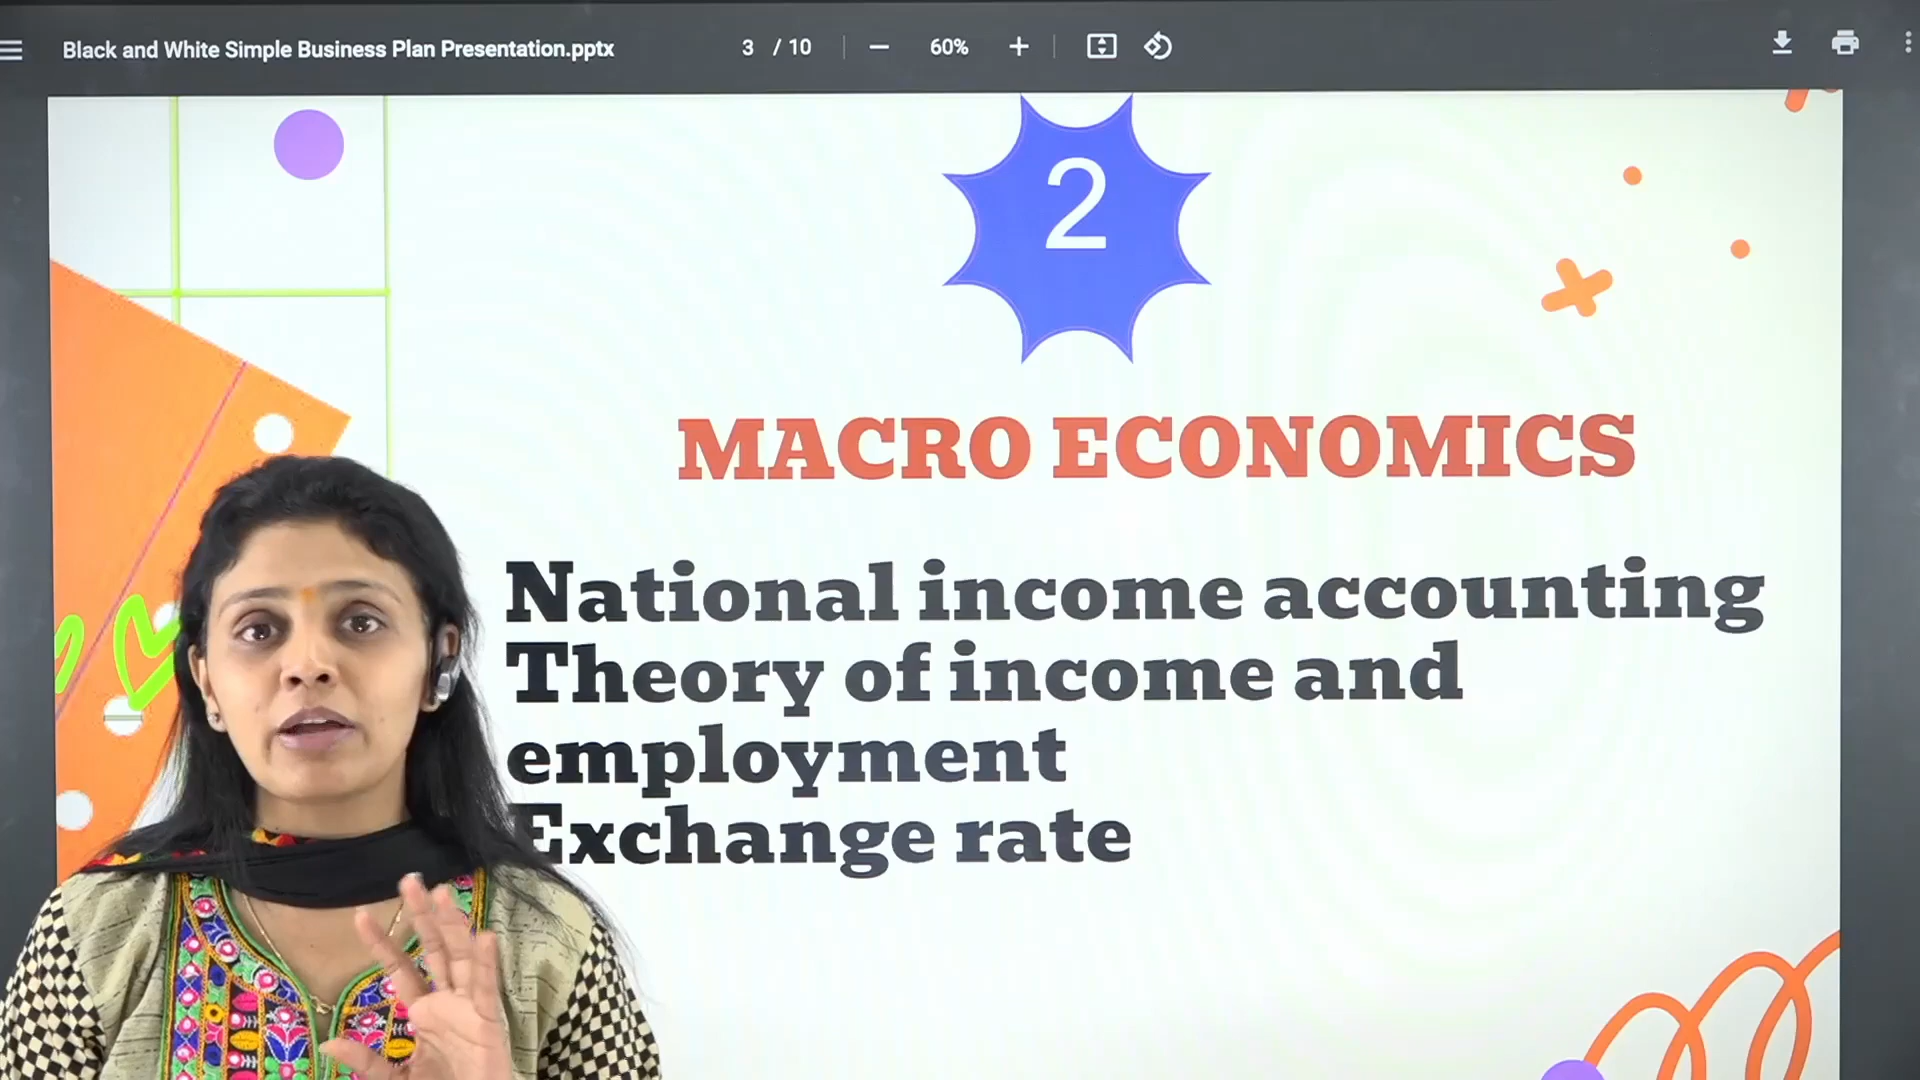 Black and White Simple Business Plan Presentation.pptx
3 / 10
60%
2
MACRO ECONOMICS
National income accounting
Theory of income and
employment
Exchange rate